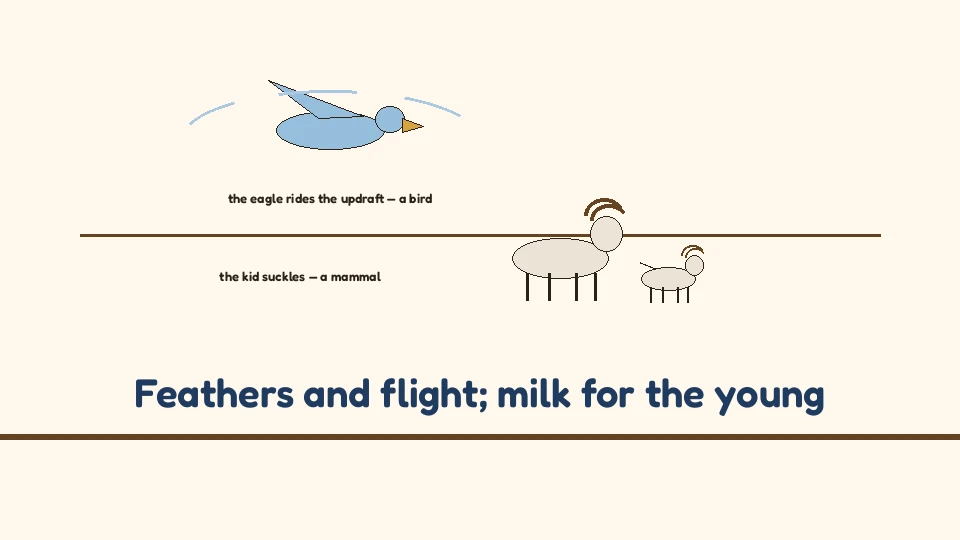 the eagle rides the updraft — a bird
the kid suckles — a mammal
Feathers and flight; milk for the young